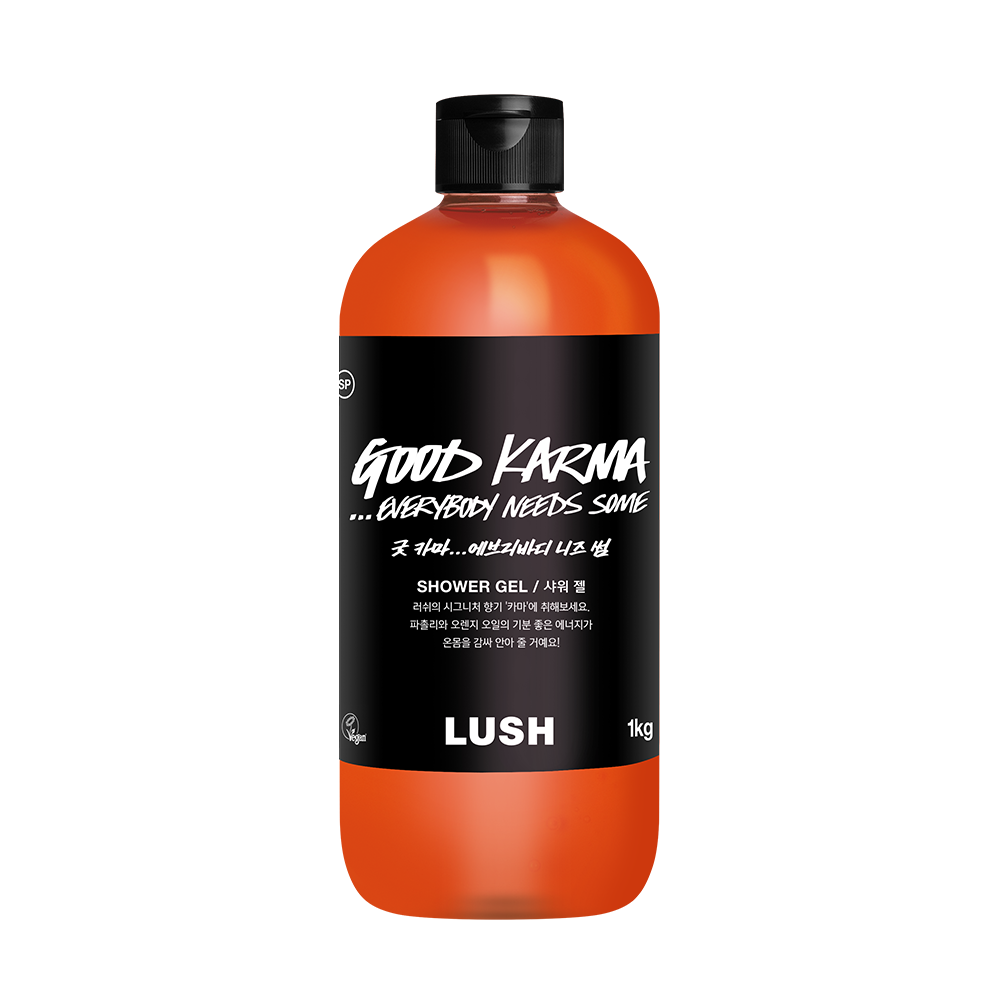 SP
GOOD KARMA
...EVERYBODY NEEDS SOME
굿 카마...에브리바디 니즈 썸
SHOWER GEL / 샤워 젤
러쉬의 시그니처 향기 '카마'에 취해보세요.
파촐리와 오렌지 오일의 기분 좋은 에너지가
온몸을 감싸 안아 줄 거예요!
Vegan
LUSH
1kg